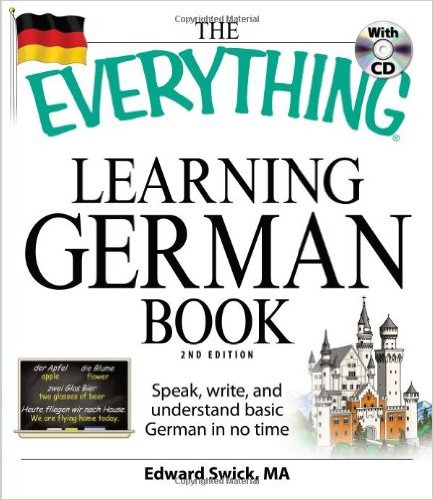 THE
With
CD
EVERYTHING®
LEARNING
GERMAN
BOOK
2ND EDITION
der Apfel die Blume
apple flower
zwei Glas Bier
two glasses of beer
Heute fliegen wir nach Hause.
We are flying home today.
Speak, write, and
understand basic
German in no time
Edward Swick, MA